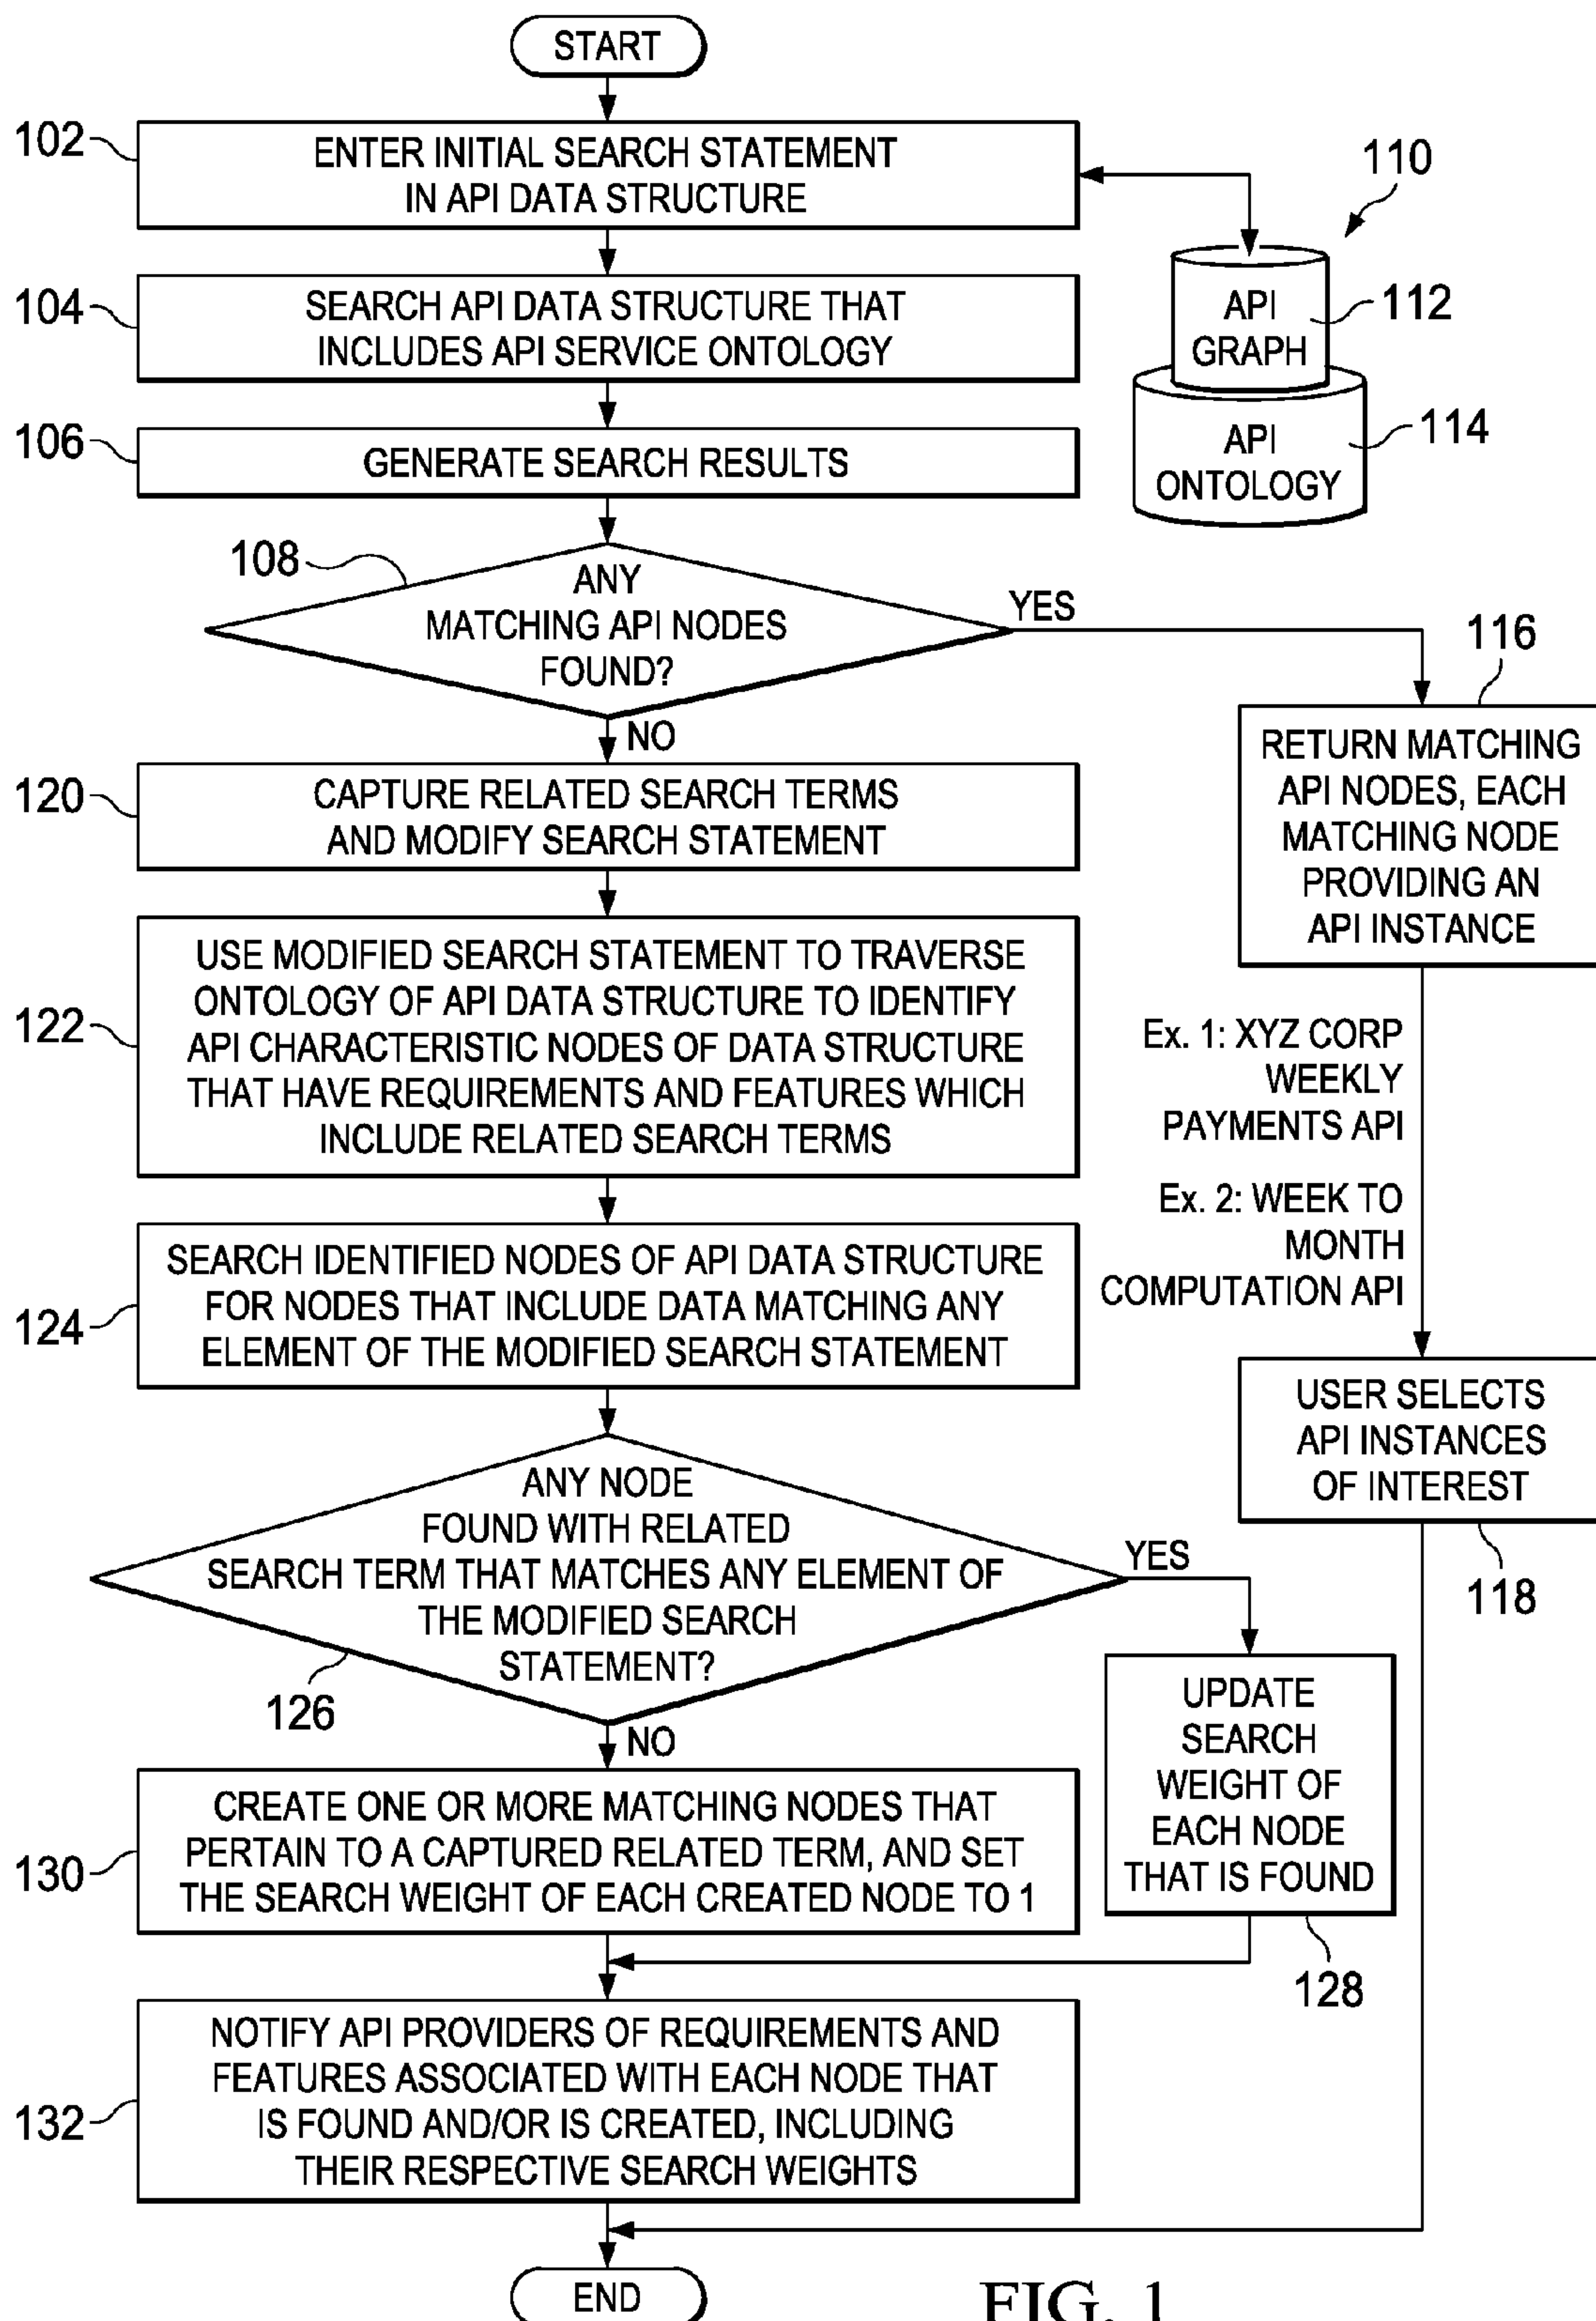 START
102
ENTER INITIAL SEARCH STATEMENT
IN API DATA STRUCTURE
110
104
SEARCH API DATA STRUCTURE THAT
INCLUDES API SERVICE ONTOLOGY
API
GRAPH
112
106
GENERATE SEARCH RESULTS
API
ONTOLOGY
114
108
ANY
MATCHING API NODES
FOUND?
YES
NO
116
RETURN MATCHING
API NODES, EACH
MATCHING NODE
PROVIDING AN
API INSTANCE
120
CAPTURE RELATED SEARCH TERMS
AND MODIFY SEARCH STATEMENT
122
USE MODIFIED SEARCH STATEMENT TO TRAVERSE
ONTOLOGY OF API DATA STRUCTURE TO IDENTIFY
API CHARACTERISTIC NODES OF DATA STRUCTURE
THAT HAVE REQUIREMENTS AND FEATURES WHICH
INCLUDE RELATED SEARCH TERMS
Ex. 1: XYZ CORP
WEEKLY
PAYMENTS API
Ex. 2: WEEK TO
MONTH
COMPUTATION API
124
SEARCH IDENTIFIED NODES OF API DATA STRUCTURE
FOR NODES THAT INCLUDE DATA MATCHING ANY
ELEMENT OF THE MODIFIED SEARCH STATEMENT
USER SELECTS
API INSTANCES
OF INTEREST
118
ANY NODE
FOUND WITH RELATED
SEARCH TERM THAT MATCHES ANY ELEMENT OF
THE MODIFIED SEARCH
STATEMENT?
126
YES
NO
UPDATE
SEARCH
WEIGHT OF
EACH NODE
THAT IS FOUND
128
130
CREATE ONE OR MORE MATCHING NODES THAT
PERTAIN TO A CAPTURED RELATED TERM, AND SET
THE SEARCH WEIGHT OF EACH CREATED NODE TO 1
132
NOTIFY API PROVIDERS OF REQUIREMENTS AND
FEATURES ASSOCIATED WITH EACH NODE THAT
IS FOUND AND/OR IS CREATED, INCLUDING
THEIR RESPECTIVE SEARCH WEIGHTS
END
FIG. 1